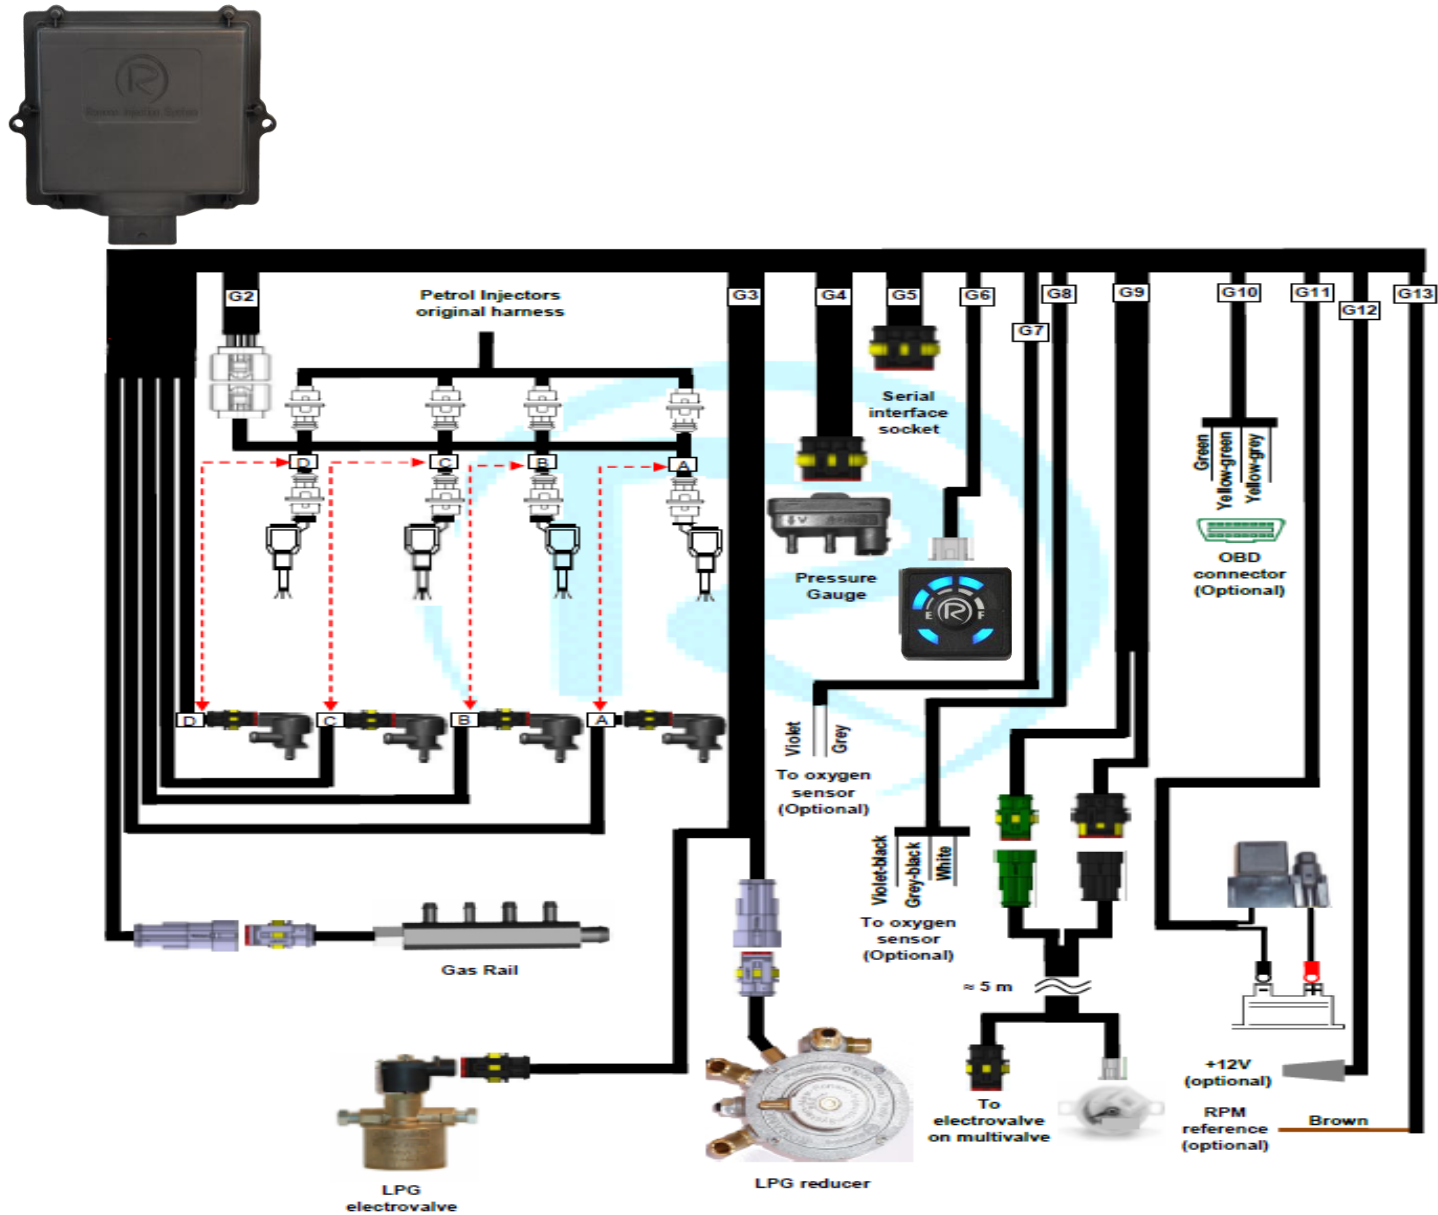 R
G2
Petrol Injectors
original harness
G3
G4
G5
G6
G7
G8
G9
G10
G11
G12
G13
Serial
interface
socket
D
C
B
A
Green
Yellow-green
Yellow-grey
OBD
connector
(Optional)
Pressure
Gauge
E R F
D
C
B
A
Violet
Grey
To oxygen
sensor
(Optional)
Violet-black
Grey-black
White
To oxygen
sensor
(Optional)
Gas Rail
≈ 5 m
- +
+12V
(optional)
To
electrovalve
on multivalve
RPM
reference
(optional)
Brown
LPG
electrovalve
LPG reducer